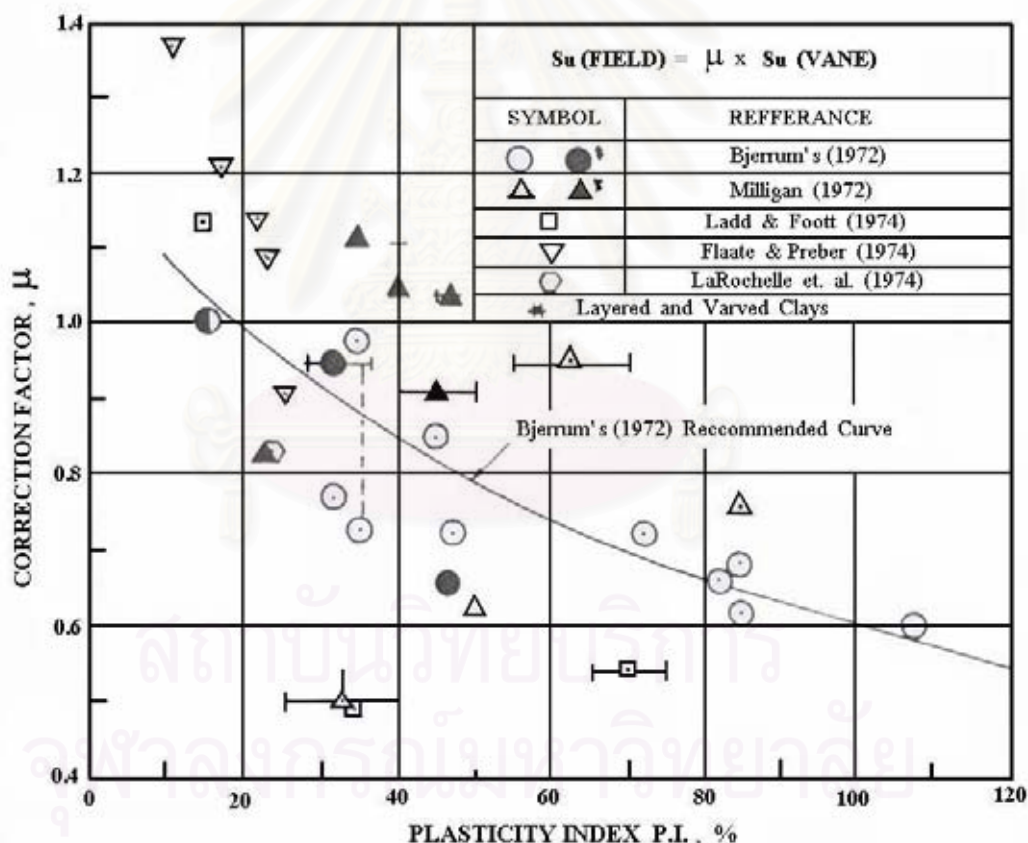 1.4
1.2
1.0
0.8
0.6
0.4
CORRECTION FACTOR , μ
Su (FIELD) = μ x Su (VANE)
SYMBOL REFFERANCE
Bjerrum's (1972)
Milligan (1972)
Ladd & Foott (1974)
Flaate & Preber (1974)
LaRochelle et. al. (1974)
Layered and Varved Clays
Bjerrum's (1972) Reccommended Curve
สถาบันวิทยบริการ
จุฬาลงกรณ์มหาวิทยาลัย
0 20 40 60 80 100 120
PLASTICITY INDEX P.I. , %